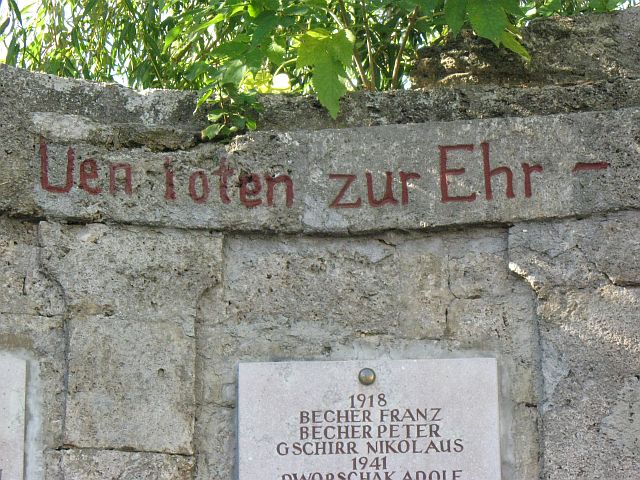 Uen toten zur Ehr –
1918
BECHER FRANZ
BECHER PETER
GSCHIRR NIKOLAUS
1941
DWORSCHAK ADOLF